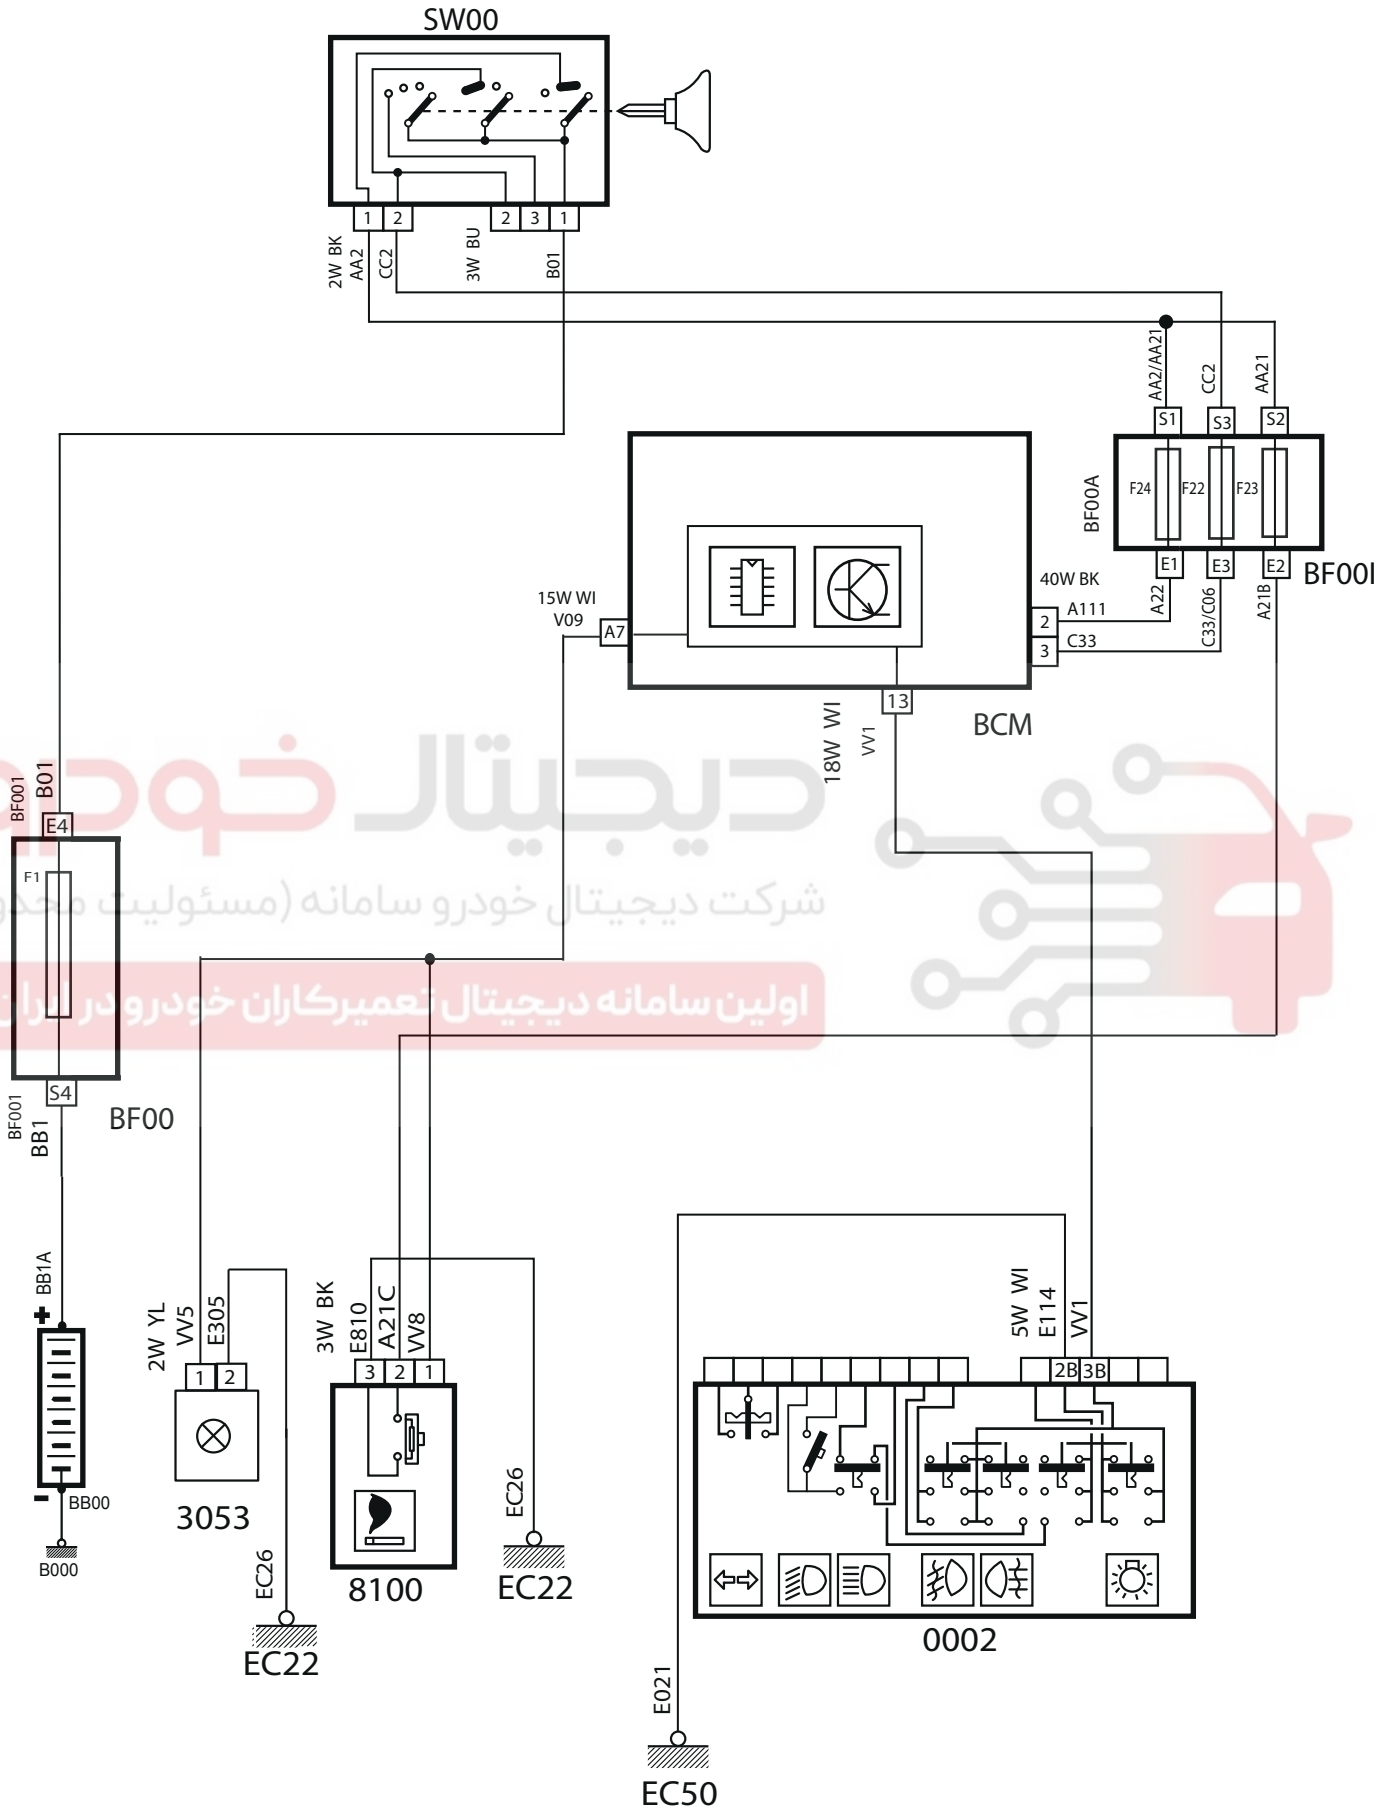 SW00
1
2
2
3
1
2W BK
AA2
CC2
3W BU
B01
AA2/AA21
CC2
AA21
S1
S3
S2
BF00A
F24
F22
F23
E1
E3
E2
BF00I
40W BK
A22
C33/C06
A21B
2
A111
3
C33
15W WI
V09
A7
13
BCM
18W WI
VV1
BF001
B01
E4
F1
S4
BF001
BB1
BF00
دیجیتال خودرو
شرکت دیجیتال خودرو سامانه (مسئولیت
اولین سامانه دیجیتال تعمیرکاران خودرو در ایران
BB1A
+
-
BB00
B000
2W YL
VV5
E305
1
2
3053
EC26
EC22
3W BK
E810
A21C
VV8
3
2
1
8100
EC26
EC22
5W WI
E114
VV1
2B
3B
0002
E021
EC50